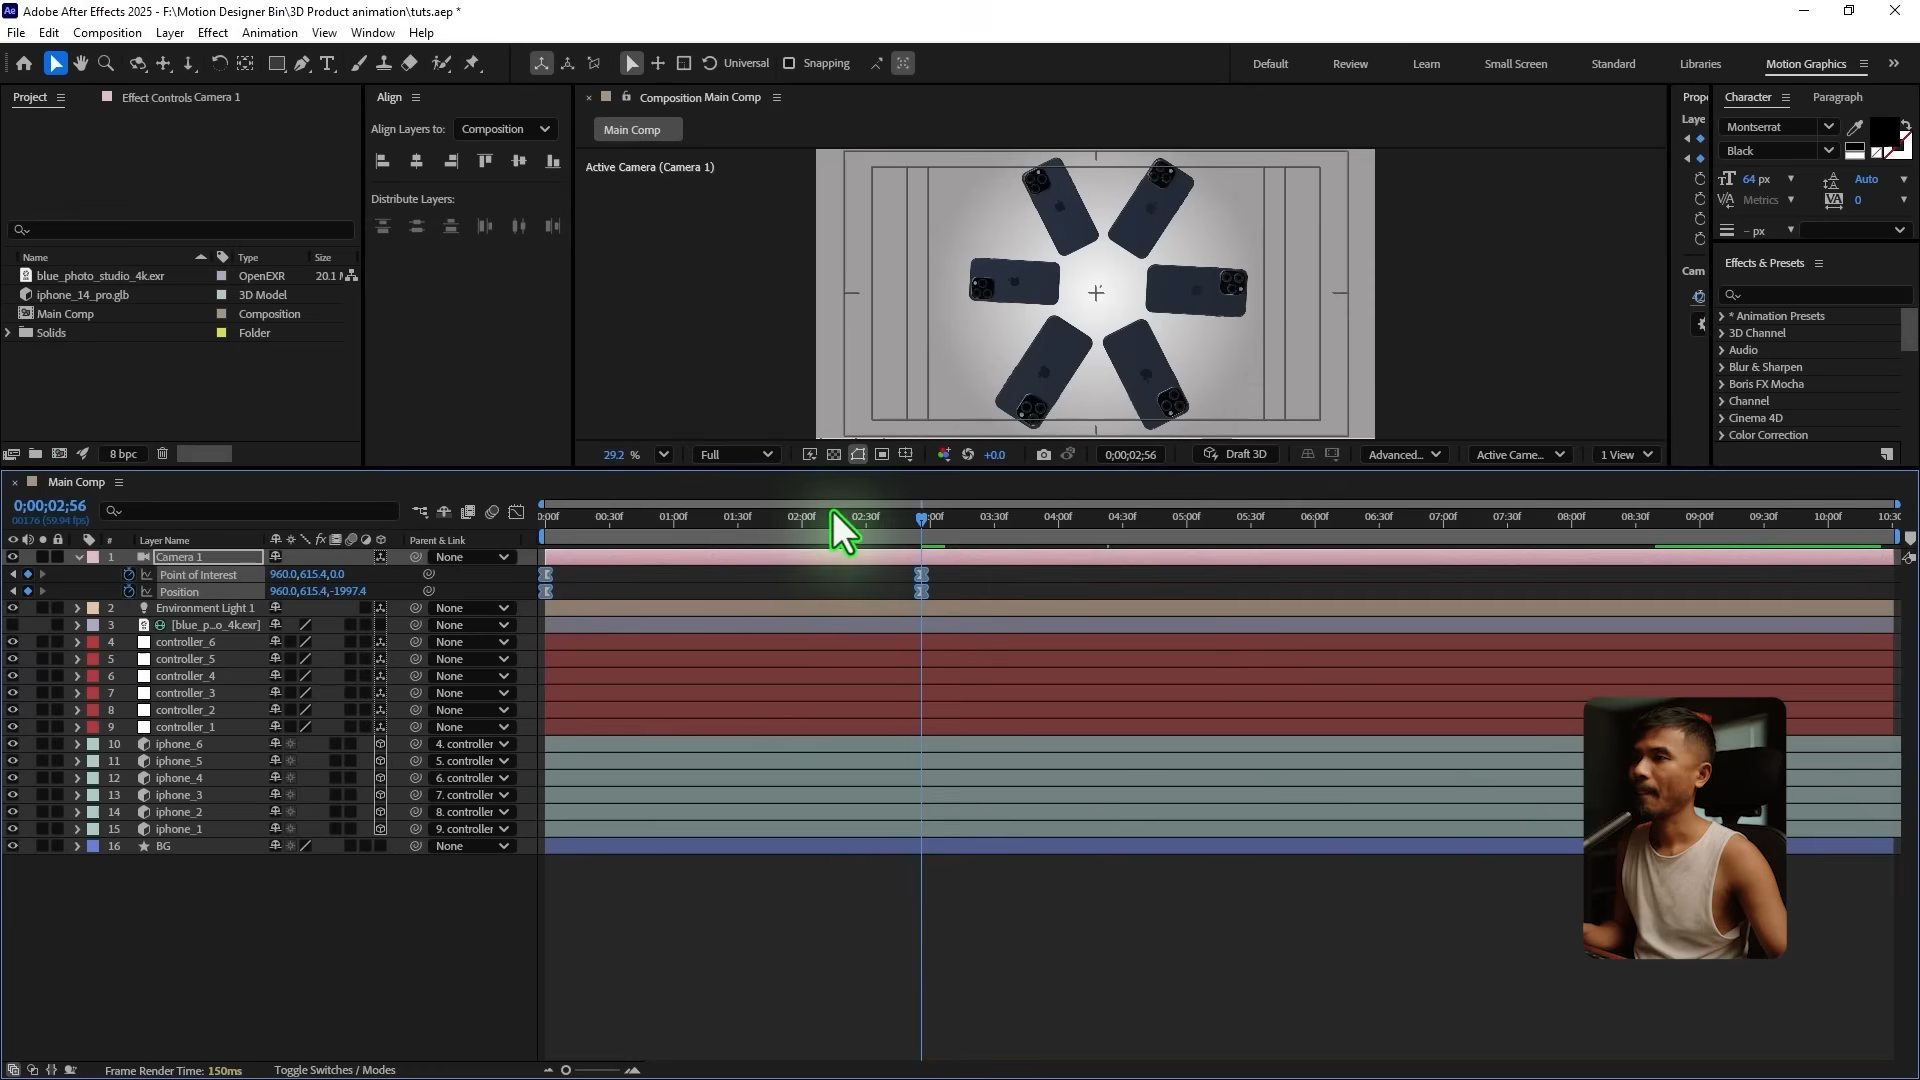 Adobe After Effects 2025 - F:\Motion Designer Bin\3D Product animation\tuts.aep *
File Edit Composition Layer Effect Animation View Window Help
Universal Snapping Default Review Learn Small Screen Standard Libraries Motion Graphics
Project Effect Controls Camera 1
Name Type Size
blue_photo_studio_4k.exr OpenEXR 20.1
iphone_14_pro.glb 3D Model
Main Comp Composition
Solids Folder
8 bpc
Align
Align Layers to: Composition
Distribute Layers:
Composition Main Comp
Main Comp
Active Camera (Camera 1)
29.2 % Full +0.0 0;00;02;56 Draft 3D Advanced... Active Came... 1 View
Prop
Laye
Cam
Character Paragraph
Montserrat
Black
64 px Auto
Metrics 0
– px
Effects & Presets
* Animation Presets
3D Channel
Audio
Blur & Sharpen
Boris FX Mocha
Channel
Cinema 4D
Color Correction
Main Comp
0;00;02;56
00176 (59.94 fps)
0:00f 00:30f 01:00f 01:30f 02:00f 02:30f :00f 03:30f 04:00f 04:30f 05:00f 05:30f 06:00f 06:30f 07:00f 07:30f 08:00f 08:30f 09:00f 09:30f 10:00f 10:30
# Layer Name fx Parent & Link
1 Camera 1 None
Point of Interest 960.0,615.4,0.0
Position 960.0,615.4,-1997.4
2 Environment Light 1 None
3 [blue_p...o_4k.exr] None
4 controller_6 None
5 controller_5 None
6 controller_4 None
7 controller_3 None
8 controller_2 None
9 controller_1 None
10 iphone_6 4. controller
11 iphone_5 5. controller
12 iphone_4 6. controller
13 iphone_3 7. controller
14 iphone_2 8. controller
15 iphone_1 9. controller
16 BG None
Frame Render Time: 150ms Toggle Switches / Modes